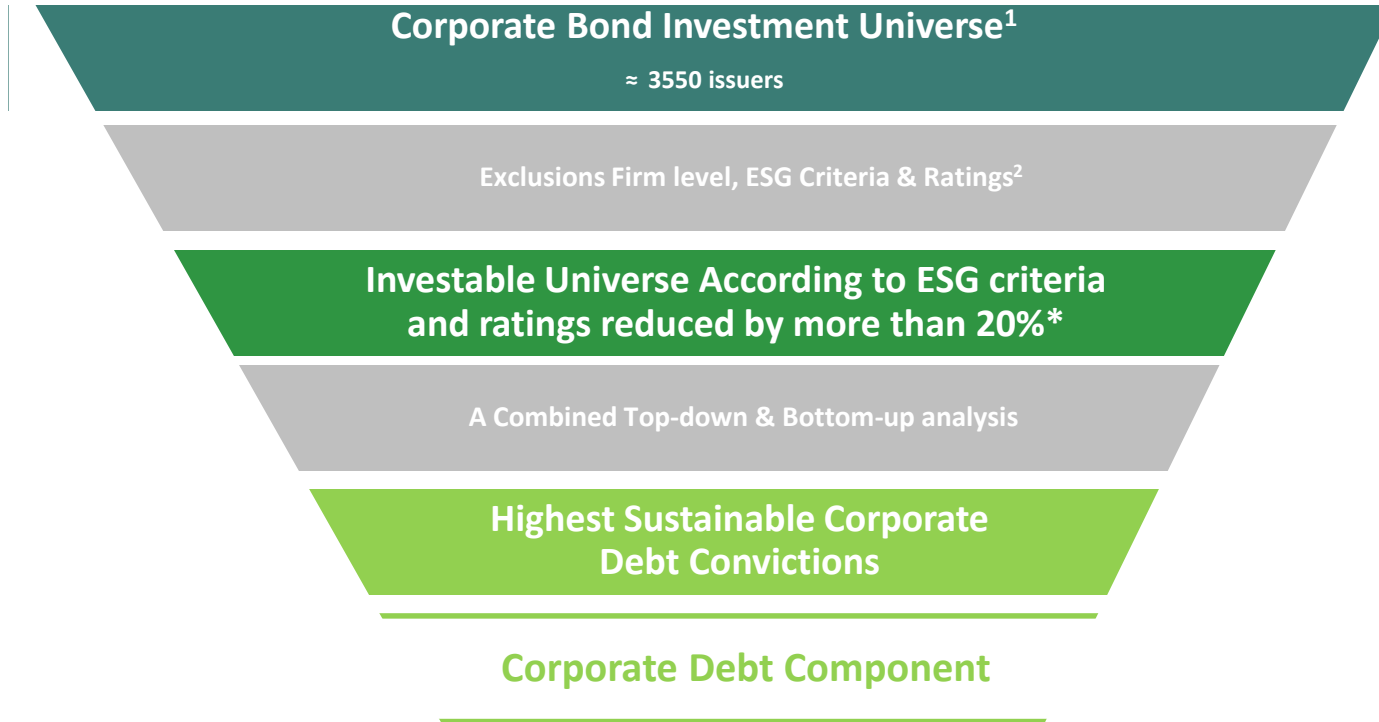 Corporate Bond Investment Universe¹
≈ 3550 issuers
Exclusions Firm level, ESG Criteria & Ratings²
Investable Universe According to ESG criteria
and ratings reduced by more than 20%*
A Combined Top-down & Bottom-up analysis
Highest Sustainable Corporate
Debt Convictions
Corporate Debt Component